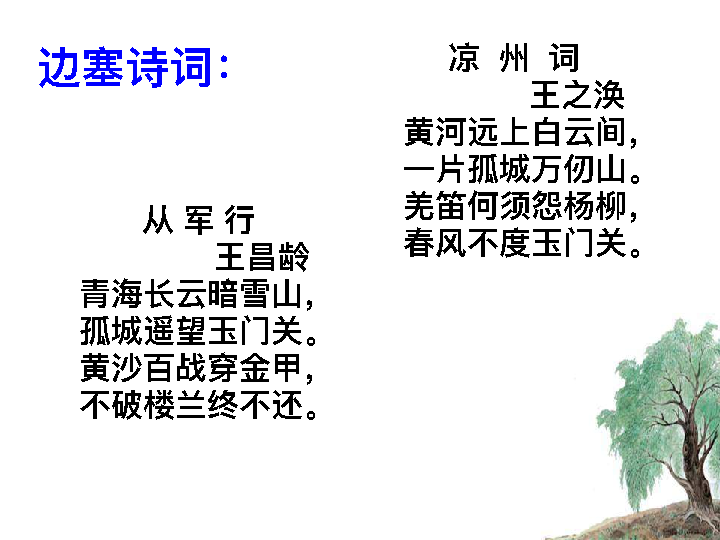 边塞诗词：
从 军 行
王昌龄
青海长云暗雪山，
孤城遥望玉门关。
黄沙百战穿金甲，
不破楼兰终不还。
凉 州 词
王之涣
黄河远上白云间，
一片孤城万仞山。
羌笛何须怨杨柳，
春风不度玉门关。